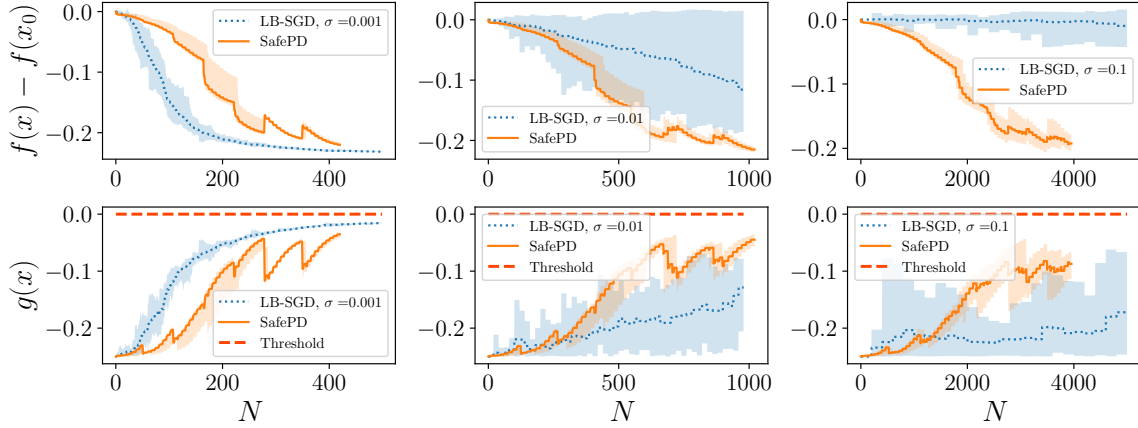 f(x) − f(x₀)
0.0
−0.1
−0.2
0 200 400
LB-SGD, σ =0.001
SafePD
0.0
−0.1
−0.2
0 500 1000
LB-SGD, σ =0.01
SafePD
0.0
−0.1
−0.2
0 2000 4000
LB-SGD, σ =0.1
SafePD
g(x)
0.0
−0.1
−0.2
0 200 400
N
LB-SGD, σ =0.001
SafePD
Threshold
0.0
−0.1
−0.2
0 500 1000
N
LB-SGD, σ =0.01
SafePD
Threshold
0.0
−0.1
−0.2
0 2000 4000
N
LB-SGD, σ =0.1
SafePD
Threshold